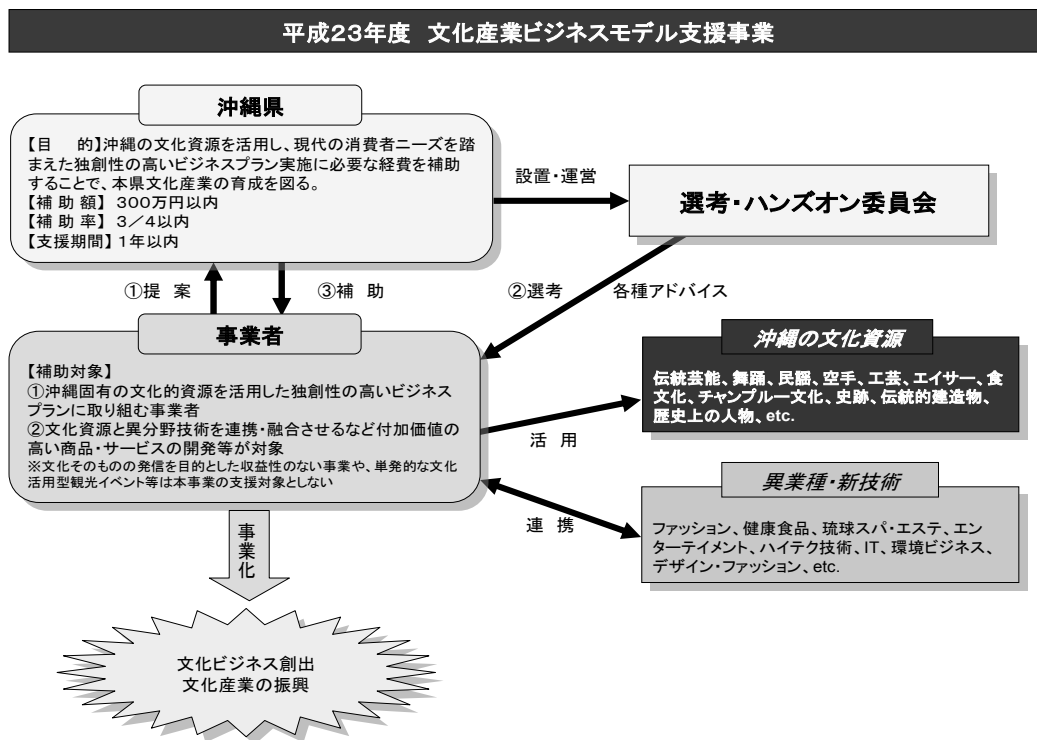 平成23年度 文化産業ビジネスモデル支援事業
沖縄県
【目 的】沖縄の文化資源を活用し、現代の消費者ニーズを踏
まえた独創性の高いビジネスプラン実施に必要な経費を補助
することで、本県文化産業の育成を図る。
【補 助 額】 300万円以内
【補 助 率】 3/4以内
【支援期間】 1年以内
設置・運営
選考・ハンズオン委員会
①提 案
③補 助
②選考
各種アドバイス
事業者
【補助対象】
①沖縄固有の文化的資源を活用した独創性の高いビジネス
プランに取り組む事業者
②文化資源と異分野技術を連携・融合させるなど付加価値の
高い商品・サービスの開発等が対象
※文化そのものの発信を目的とした収益性のない事業や、単発的な文化
活用型観光イベント等は本事業の支援対象としない
沖縄の文化資源
伝統芸能、舞踊、民謡、空手、工芸、エイサー、食
文化、チャンプルー文化、史跡、伝統的建造物、
歴史上の人物、etc.
活 用
異業種・新技術
ファッション、健康食品、琉球スパ・エステ、エン
ターテイメント、ハイテク技術、IT、環境ビジネス、
デザイン・ファッション、etc.
連 携
事業化
文化ビジネス創出
文化産業の振興